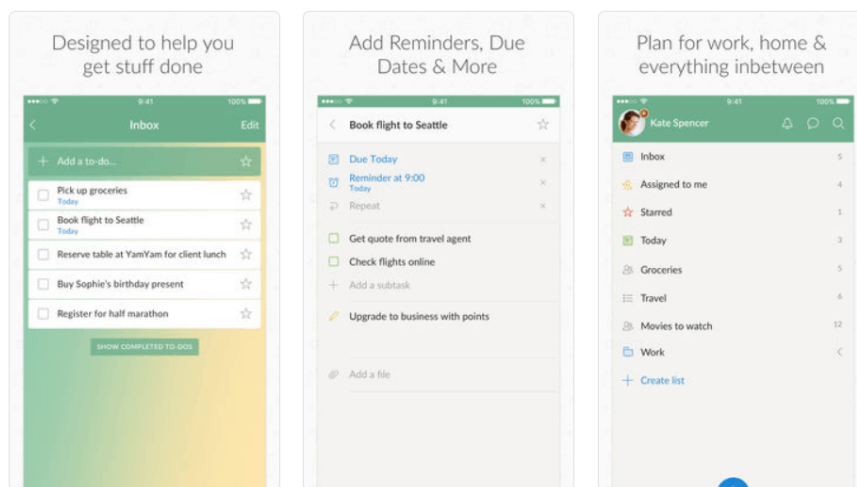 Designed to help you
get stuff done
9:41
100%
Inbox
Edit
Add a to-do...
Pick up groceries
Today
Book flight to Seattle
Today
Reserve table at YamYam for client lunch
Buy Sophie's birthday present
Register for half marathon
SHOW COMPLETED TO-DOS
Add Reminders, Due
Dates & More
9:41
100%
Book flight to Seattle
Due Today
Reminder at 9:00
Today
Repeat
Get quote from travel agent
Check flights online
Add a subtask
Upgrade to business with points
Add a file
Plan for work, home &
everything inbetween
9:41
100%
Kate Spencer
Inbox 5
Assigned to me 4
Starred 1
Today 3
Groceries 5
Travel 6
Movies to watch 12
Work
Create list